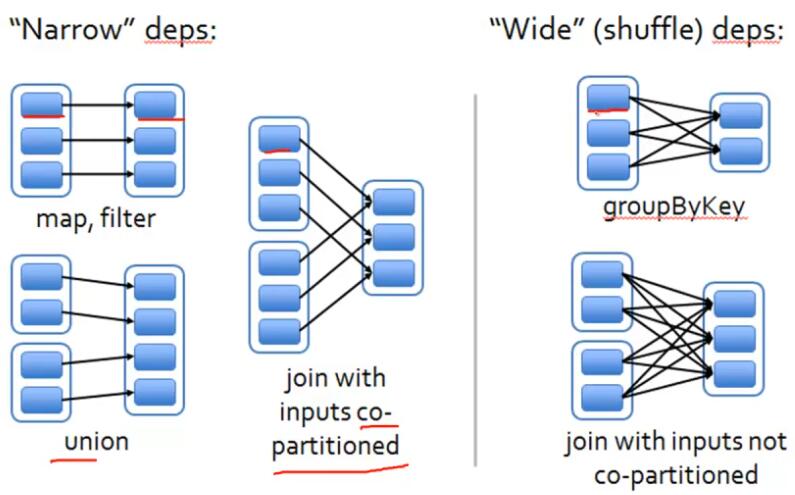 “Narrow” deps:
“Wide” (shuffle) deps:
map, filter
union
join with
inputs co-
partitioned
groupByKey
join with inputs not
co-partitioned